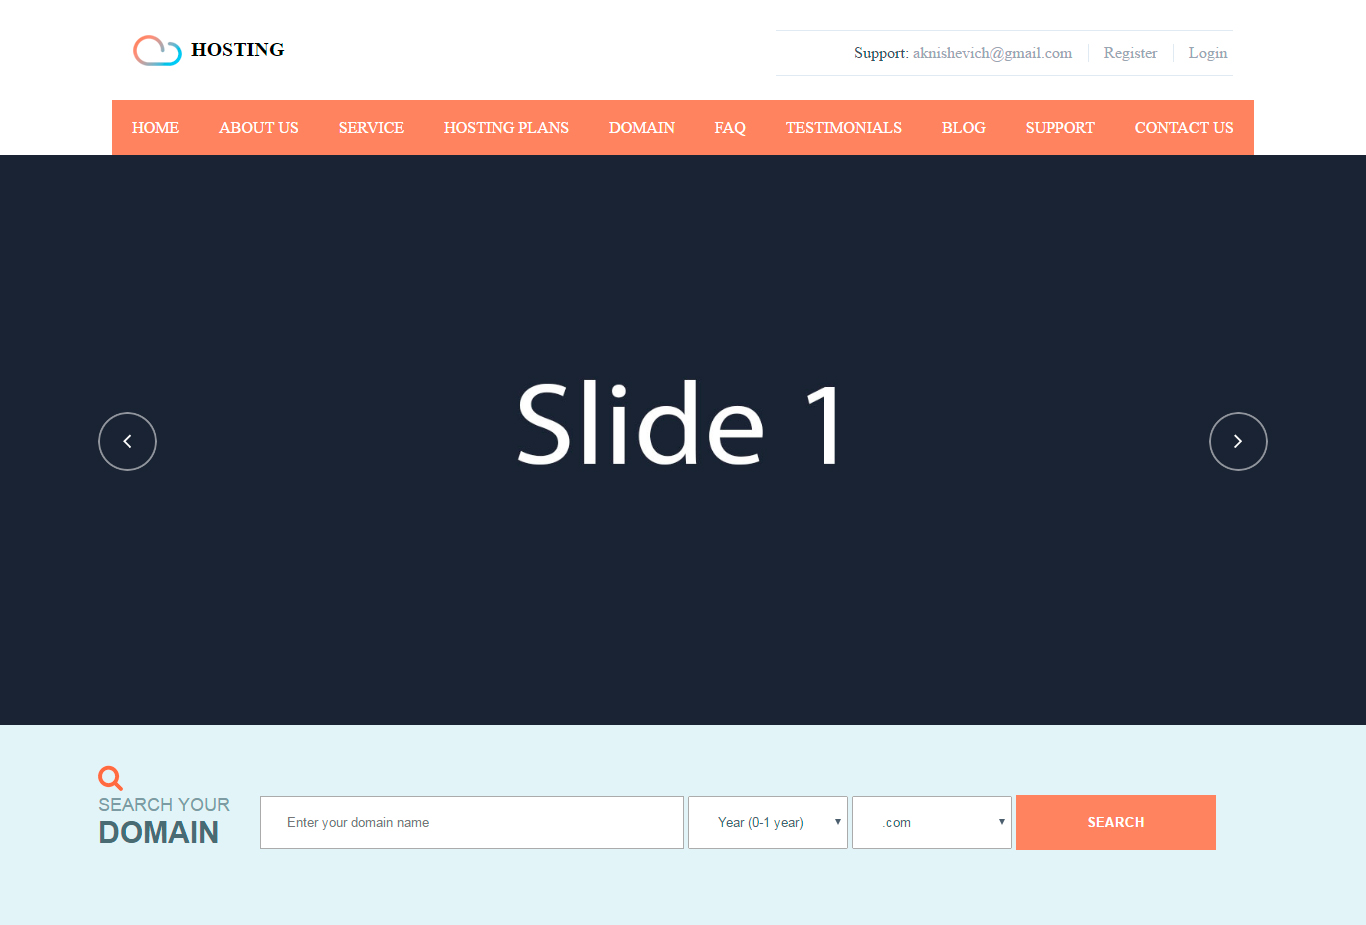 HOSTING
Support: aknishevich@gmail.com Register Login
HOME ABOUT US SERVICE HOSTING PLANS DOMAIN FAQ TESTIMONIALS BLOG SUPPORT CONTACT US
Slide 1
SEARCH YOUR
DOMAIN
Enter your domain name Year (0-1 year) .com SEARCH